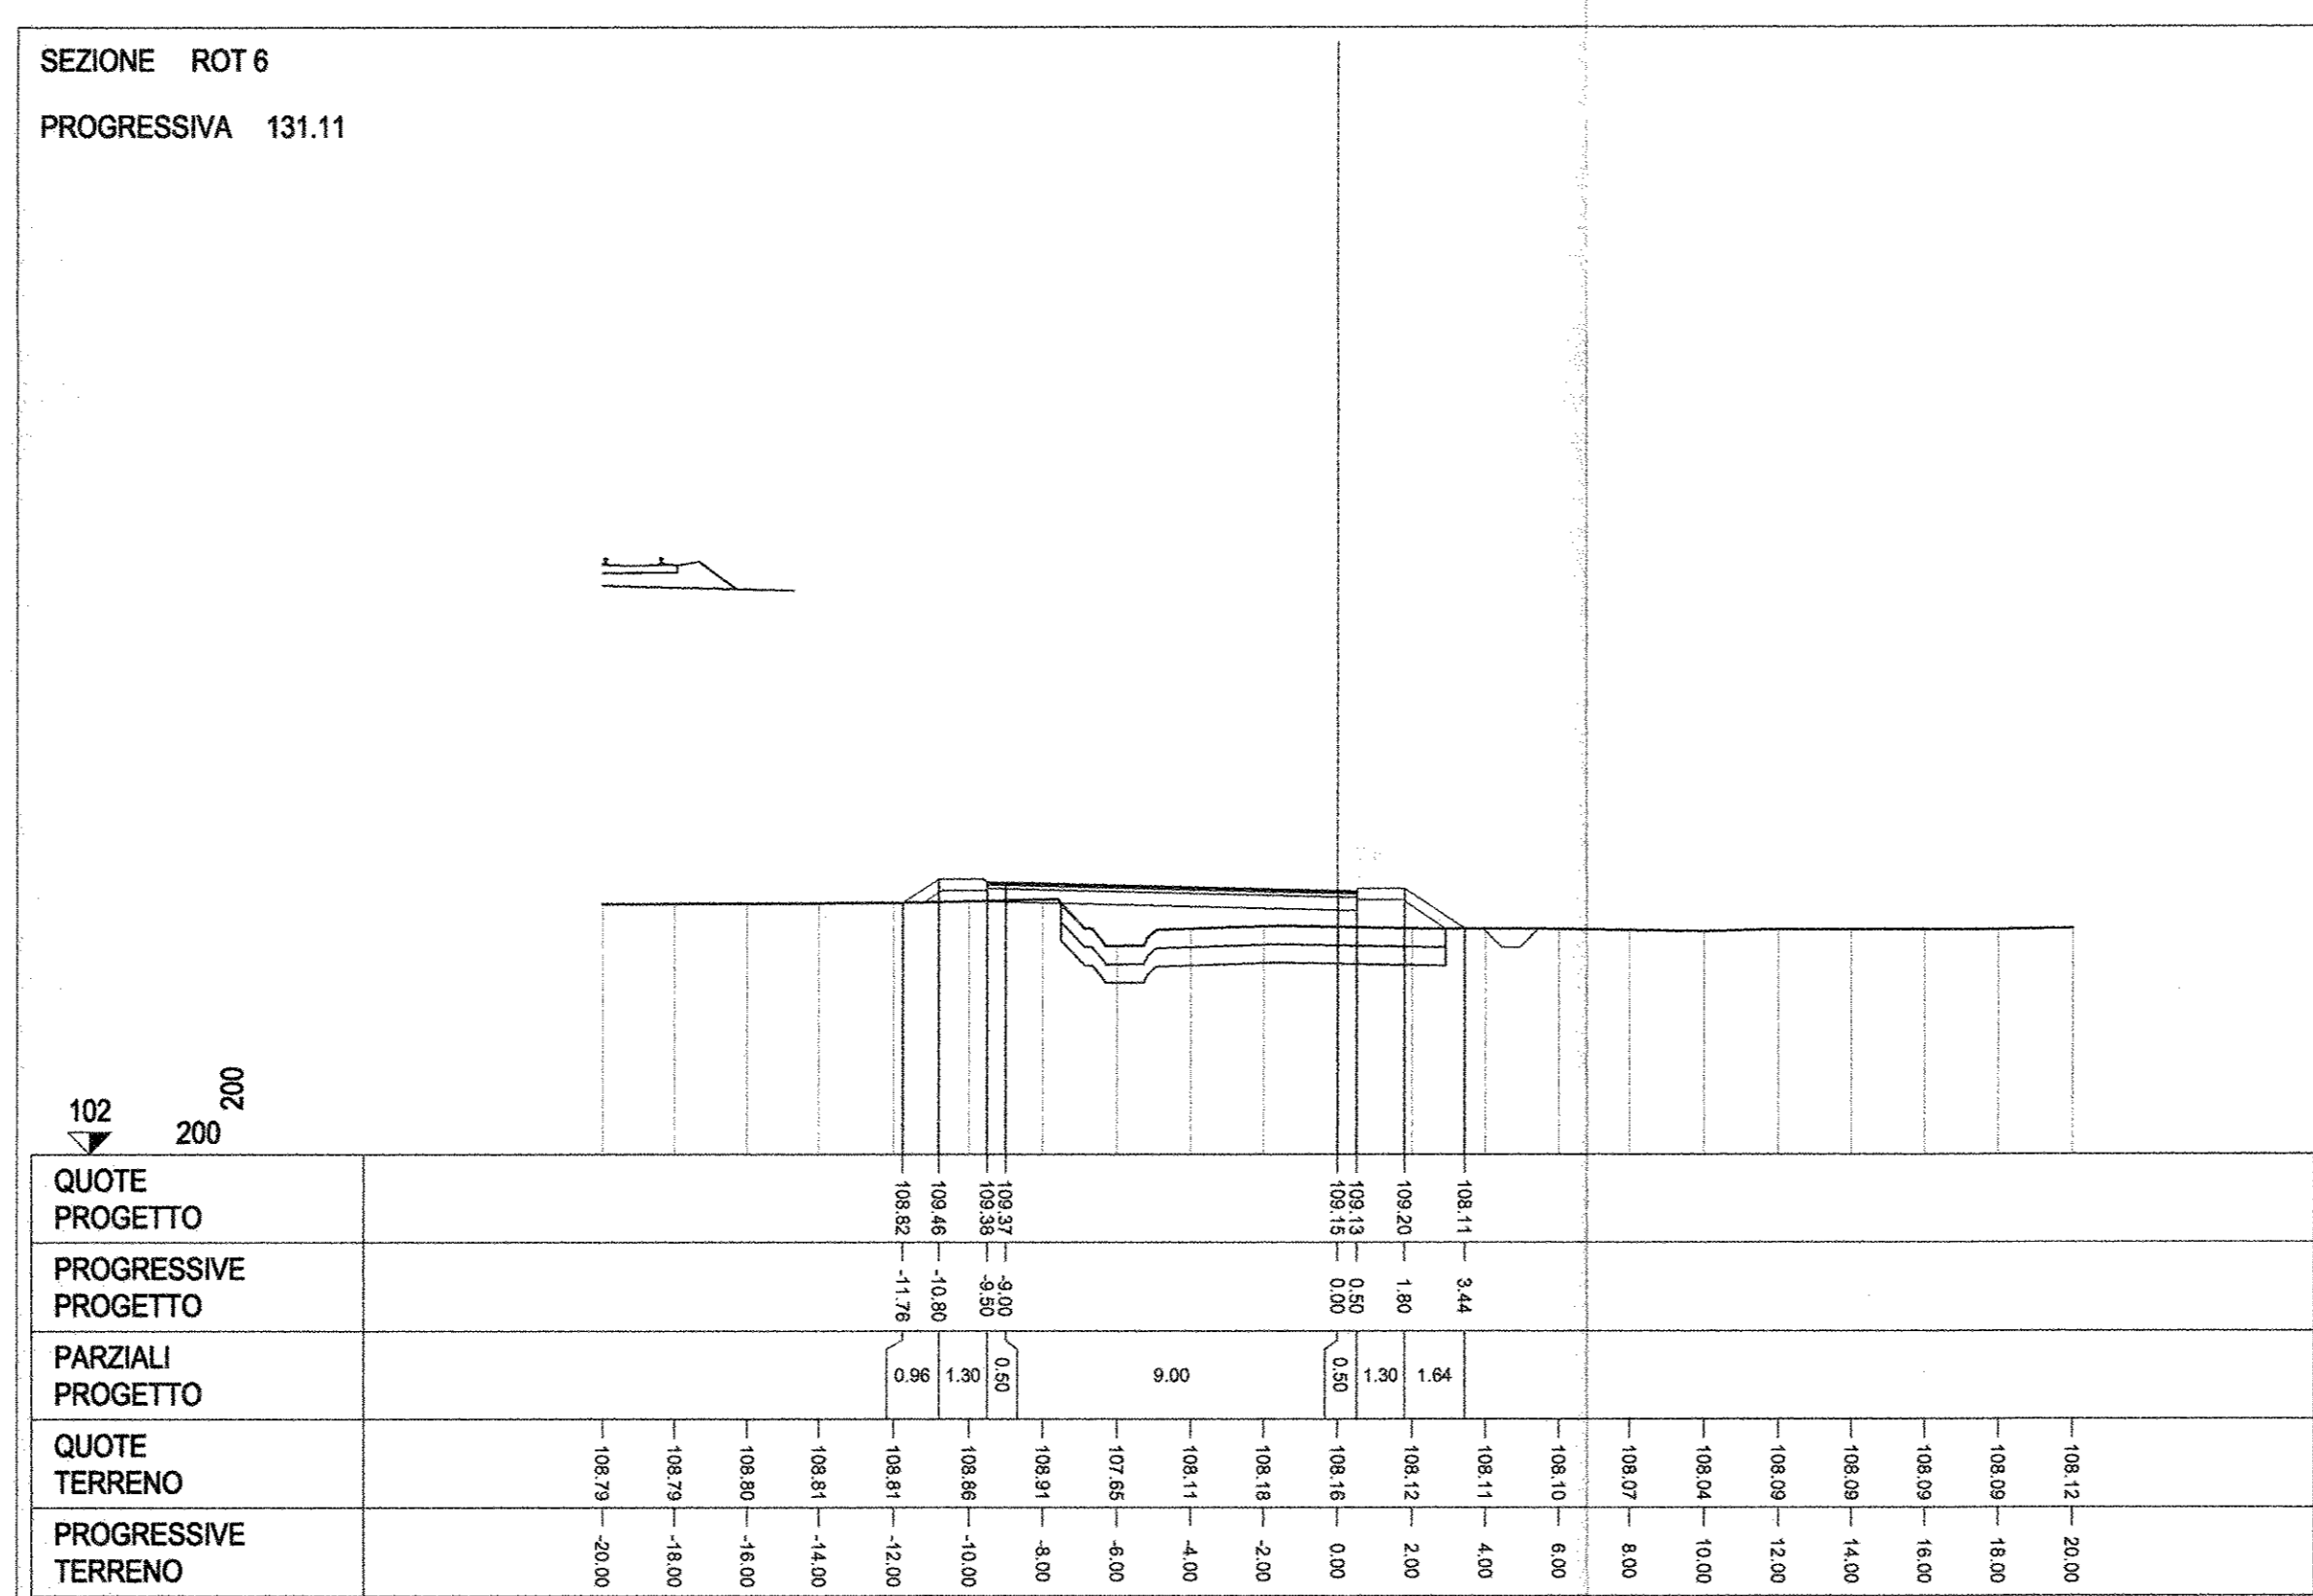 SEZIONE ROT 6
PROGRESSIVA 131.11
200
102
200
QUOTE
PROGETTO
108.82 109.46 109.38 109.37 109.15 109.13 109.20 108.11
PROGRESSIVE
PROGETTO
-11.76 -10.80 -9.50 -9.00 0.00 0.50 1.80 3.44
PARZIALI
PROGETTO
0.96 1.30 0.50 9.00 0.50 1.30 1.64
QUOTE
TERRENO
108.79 108.79 108.80 108.81 108.81 108.86 108.91 107.65 108.11 108.18 108.16 108.12 108.11 108.10 108.07 108.04 108.09 108.09 108.09 108.09 108.12
PROGRESSIVE
TERRENO
-20.00 -18.00 -16.00 -14.00 -12.00 -10.00 -8.00 -6.00 -4.00 -2.00 0.00 2.00 4.00 6.00 8.00 10.00 12.00 14.00 16.00 18.00 20.00